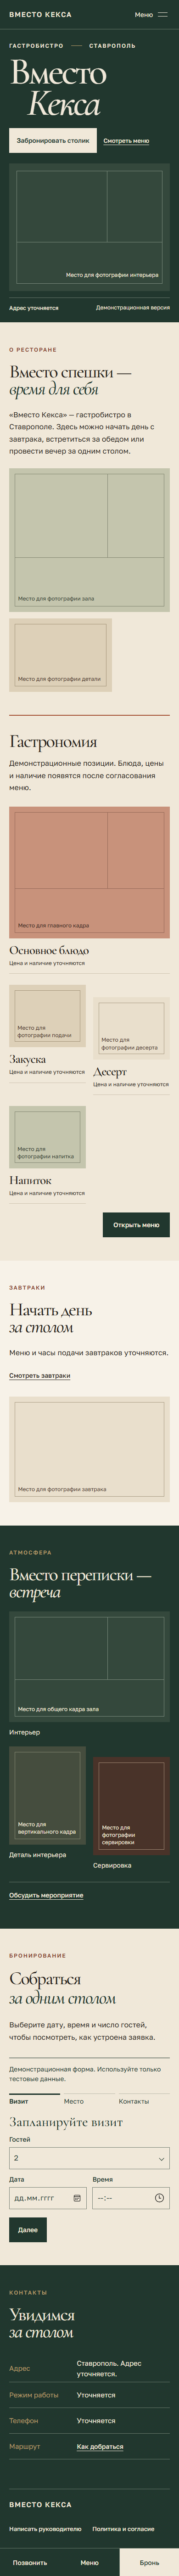 ВМЕСТО КЕКСА
Меню
ГАСТРОБИСТРО — СТАВРОПОЛЬ
Вместо
Кекса
Забронировать столик
Смотреть меню
Место для фотографии интерьера
Адрес уточняется
Демонстрационная версия
О РЕСТОРАНЕ
Вместо спешки —
время для себя
«Вместо Кекса» — гастробистро в
Ставрополе. Здесь можно начать день с
завтрака, встретиться за обедом или
провести вечер за одним столом.
Место для фотографии зала
Место для фотографии детали
Гастрономия
Демонстрационные позиции. Блюда, цены
и наличие появятся после согласования
меню.
Место для главного кадра
Основное блюдо
Цена и наличие уточняются
Место для
фотографии подачи
Закуска
Цена и наличие уточняются
Место для
фотографии десерта
Десерт
Цена и наличие уточняются
Место для
фотографии напитка
Напиток
Цена и наличие уточняются
Открыть меню
ЗАВТРАКИ
Начать день
за столом
Меню и часы подачи завтраков уточняются.
Смотреть завтраки
Место для фотографии завтрака
АТМОСФЕРА
Вместо переписки —
встреча
Место для общего кадра зала
Интерьер
Место для
вертикального кадра
Деталь интерьера
Место для
фотографии
сервировки
Сервировка
Обсудить мероприятие
БРОНИРОВАНИЕ
Собраться
за одним столом
Выберите дату, время и число гостей,
чтобы посмотреть, как устроена заявка.
Демонстрационная форма. Используйте только
тестовые данные.
Визит
Место
Контакты
Запланируйте визит
Гостей
2
Дата
Время
дд.мм.гггг
--:--
Далее
КОНТАКТЫ
Увидимся
за столом
Адрес
Ставрополь. Адрес
уточняется.
Режим работы
Уточняется
Телефон
Уточняется
Маршрут
Как добраться
ВМЕСТО КЕКСА
Написать руководителю
Политика и согласие
Позвонить
Меню
Бронь